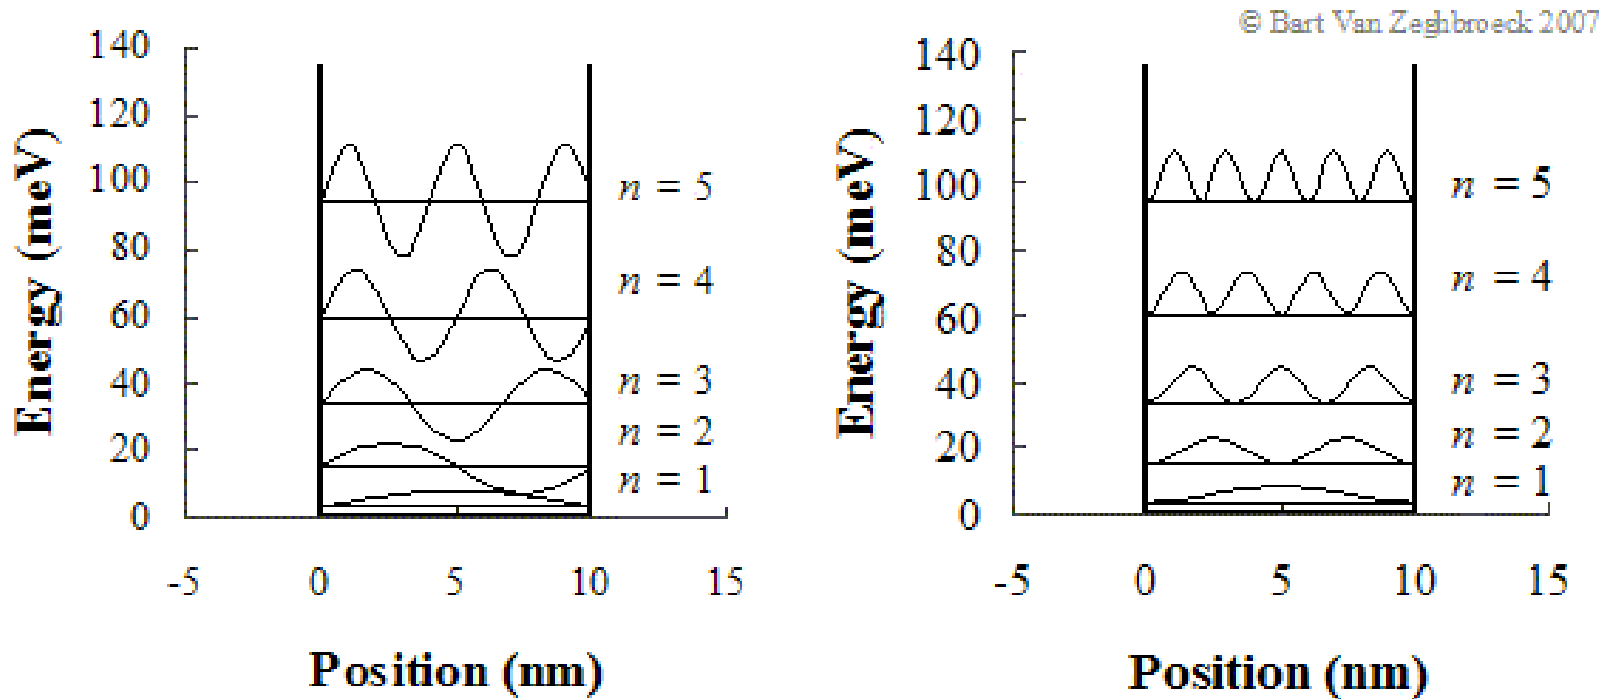 © Bart Van Zeghbroeck 2007
Energy (meV)
140
120
100
80
60
40
20
0
n = 5
n = 4
n = 3
n = 2
n = 1
-5 0 5 10 15
Position (nm)
Energy (meV)
140
120
100
80
60
40
20
0
n = 5
n = 4
n = 3
n = 2
n = 1
-5 0 5 10 15
Position (nm)